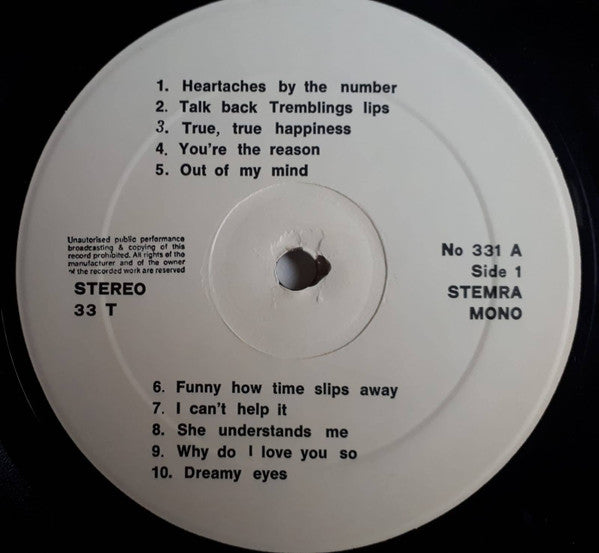 1. Heartaches by the number
2. Talk back Tremblings lips
3. True, true happiness
4. You're the reason
5. Out of my mind
Unautorised public performance
broadcasting & copying of this
record prohibited. All rights of the
manufacturer and of the owner
of the recorded work are reserved
STEREO
33 T
No 331 A
Side 1
STEMRA
MONO
6. Funny how time slips away
7. I can't help it
8. She understands me
9. Why do I love you so
10. Dreamy eyes